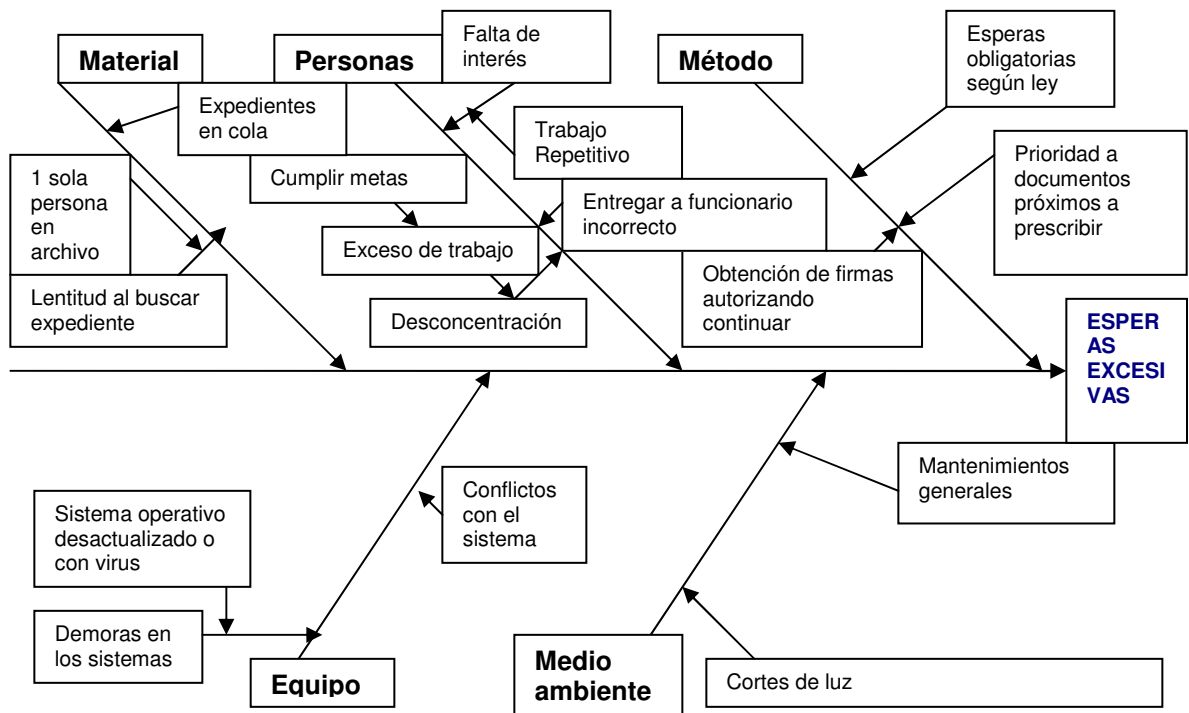 Material
Personas
Falta de
interés
Método
Esperas
obligatorias
según ley
Expedientes
en cola
Trabajo
Repetitivo
Prioridad a
documentos
próximos a
prescribir
1 sola
persona
en
archivo
Cumplir metas
Entregar a funcionario
incorrecto
Exceso de trabajo
Obtención de firmas
autorizando
continuar
Lentitud al buscar
expediente
Desconcentración
ESPER
AS
EXCESI
VAS
Mantenimientos
generales
Conflictos
con el
sistema
Sistema operativo
desactualizado o
con virus
Demoras en
los sistemas
Equipo
Medio
ambiente
Cortes de luz